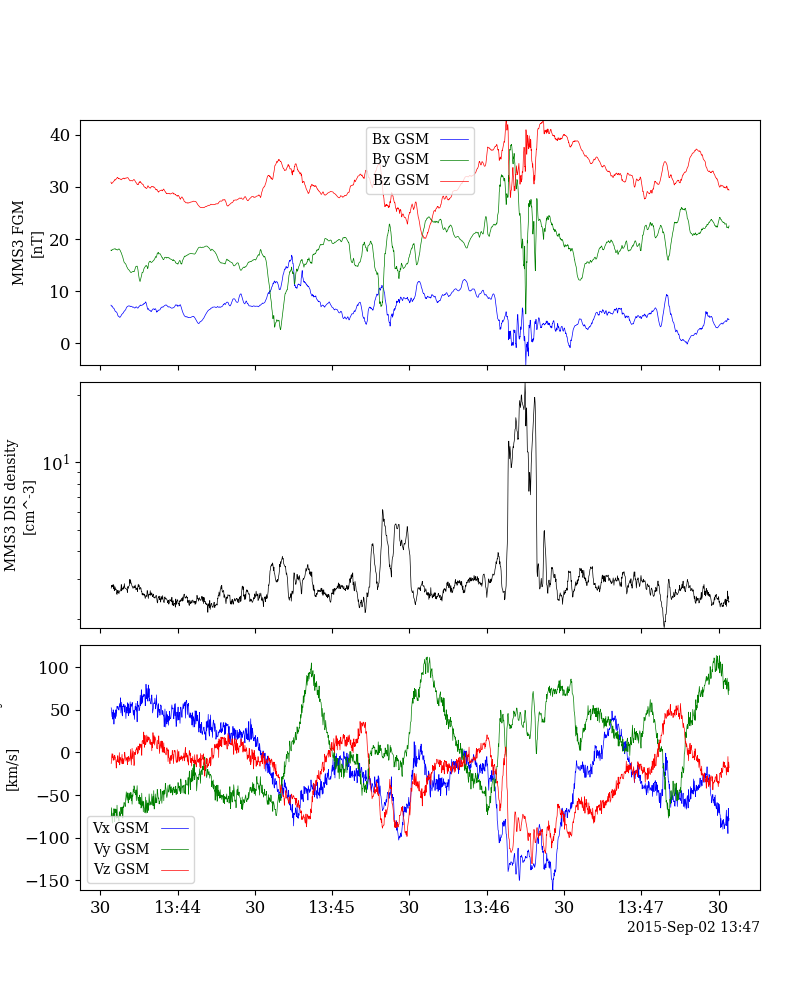 40
30
20
10
0
MMS3 FGM
[nT]
Bx GSM
By GSM
Bz GSM
10^1
MMS3 DIS density
[cm^-3]
100
50
0
−50
−100
−150
[km/s]
Vx GSM
Vy GSM
Vz GSM
30 13:44 30 13:45 30 13:46 30 13:47 30
2015-Sep-02 13:47